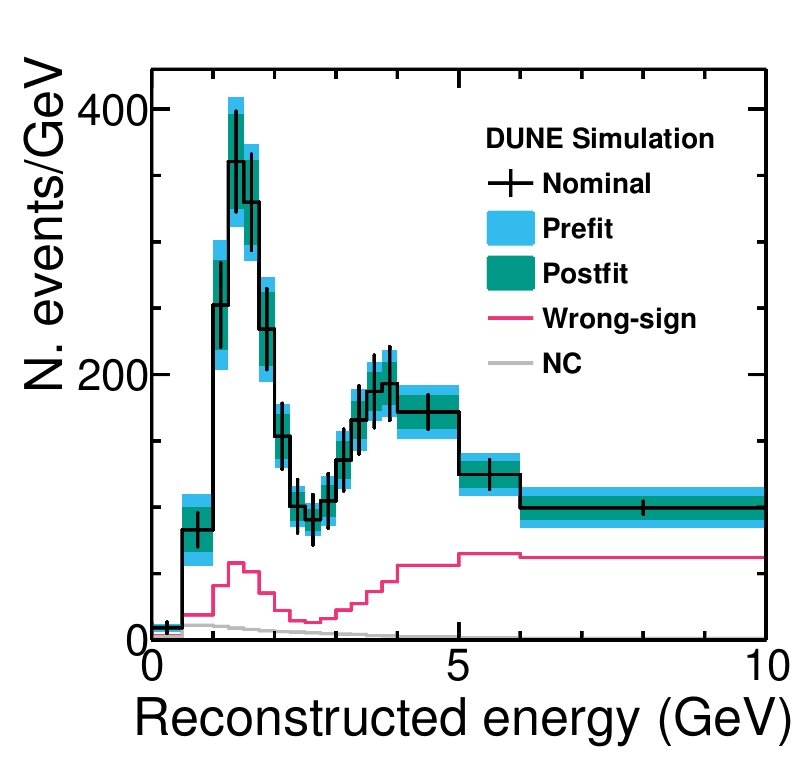 N. events/GeV
400
200
0
DUNE Simulation
Nominal
Prefit
Postfit
Wrong-sign
NC
0 5 10
Reconstructed energy (GeV)